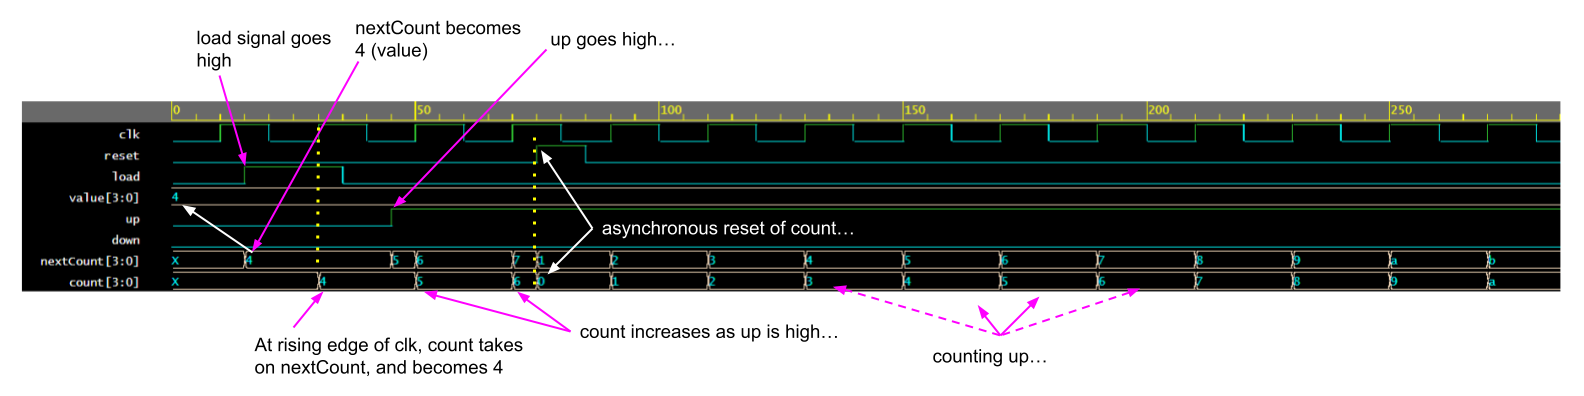 load signal goes
high
nextCount becomes
4 (value)
up goes high…
0 50 100 150 200 250
clk
reset
load
value[3:0] 4
up
asynchronous reset of count…
down
nextCount[3:0] X 4 5 6 7 1 2 3 4 5 6 7 8 9 a b
count[3:0] X 4 5 6 0 1 2 3 4 5 6 7 8 9 a
At rising edge of clk, count takes
on nextCount, and becomes 4
count increases as up is high…
counting up…